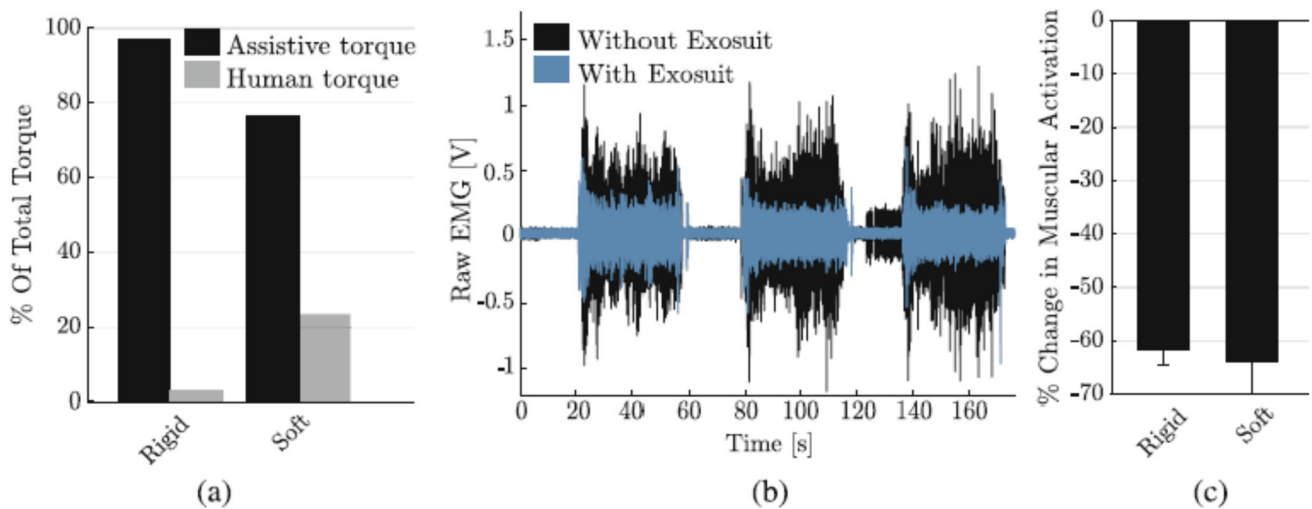 % Of Total Torque
100
80
60
40
20
0
Assistive torque
Human torque
Rigid
Soft
(a)
Raw EMG [V]
1.5
1
0.5
0
-0.5
-1
Without Exosuit
With Exosuit
0 20 40 60 80 100 120 140 160
Time [s]
(b)
% Change in Muscular Activation
0
-10
-20
-30
-40
-50
-60
-70
Rigid
Soft
(c)